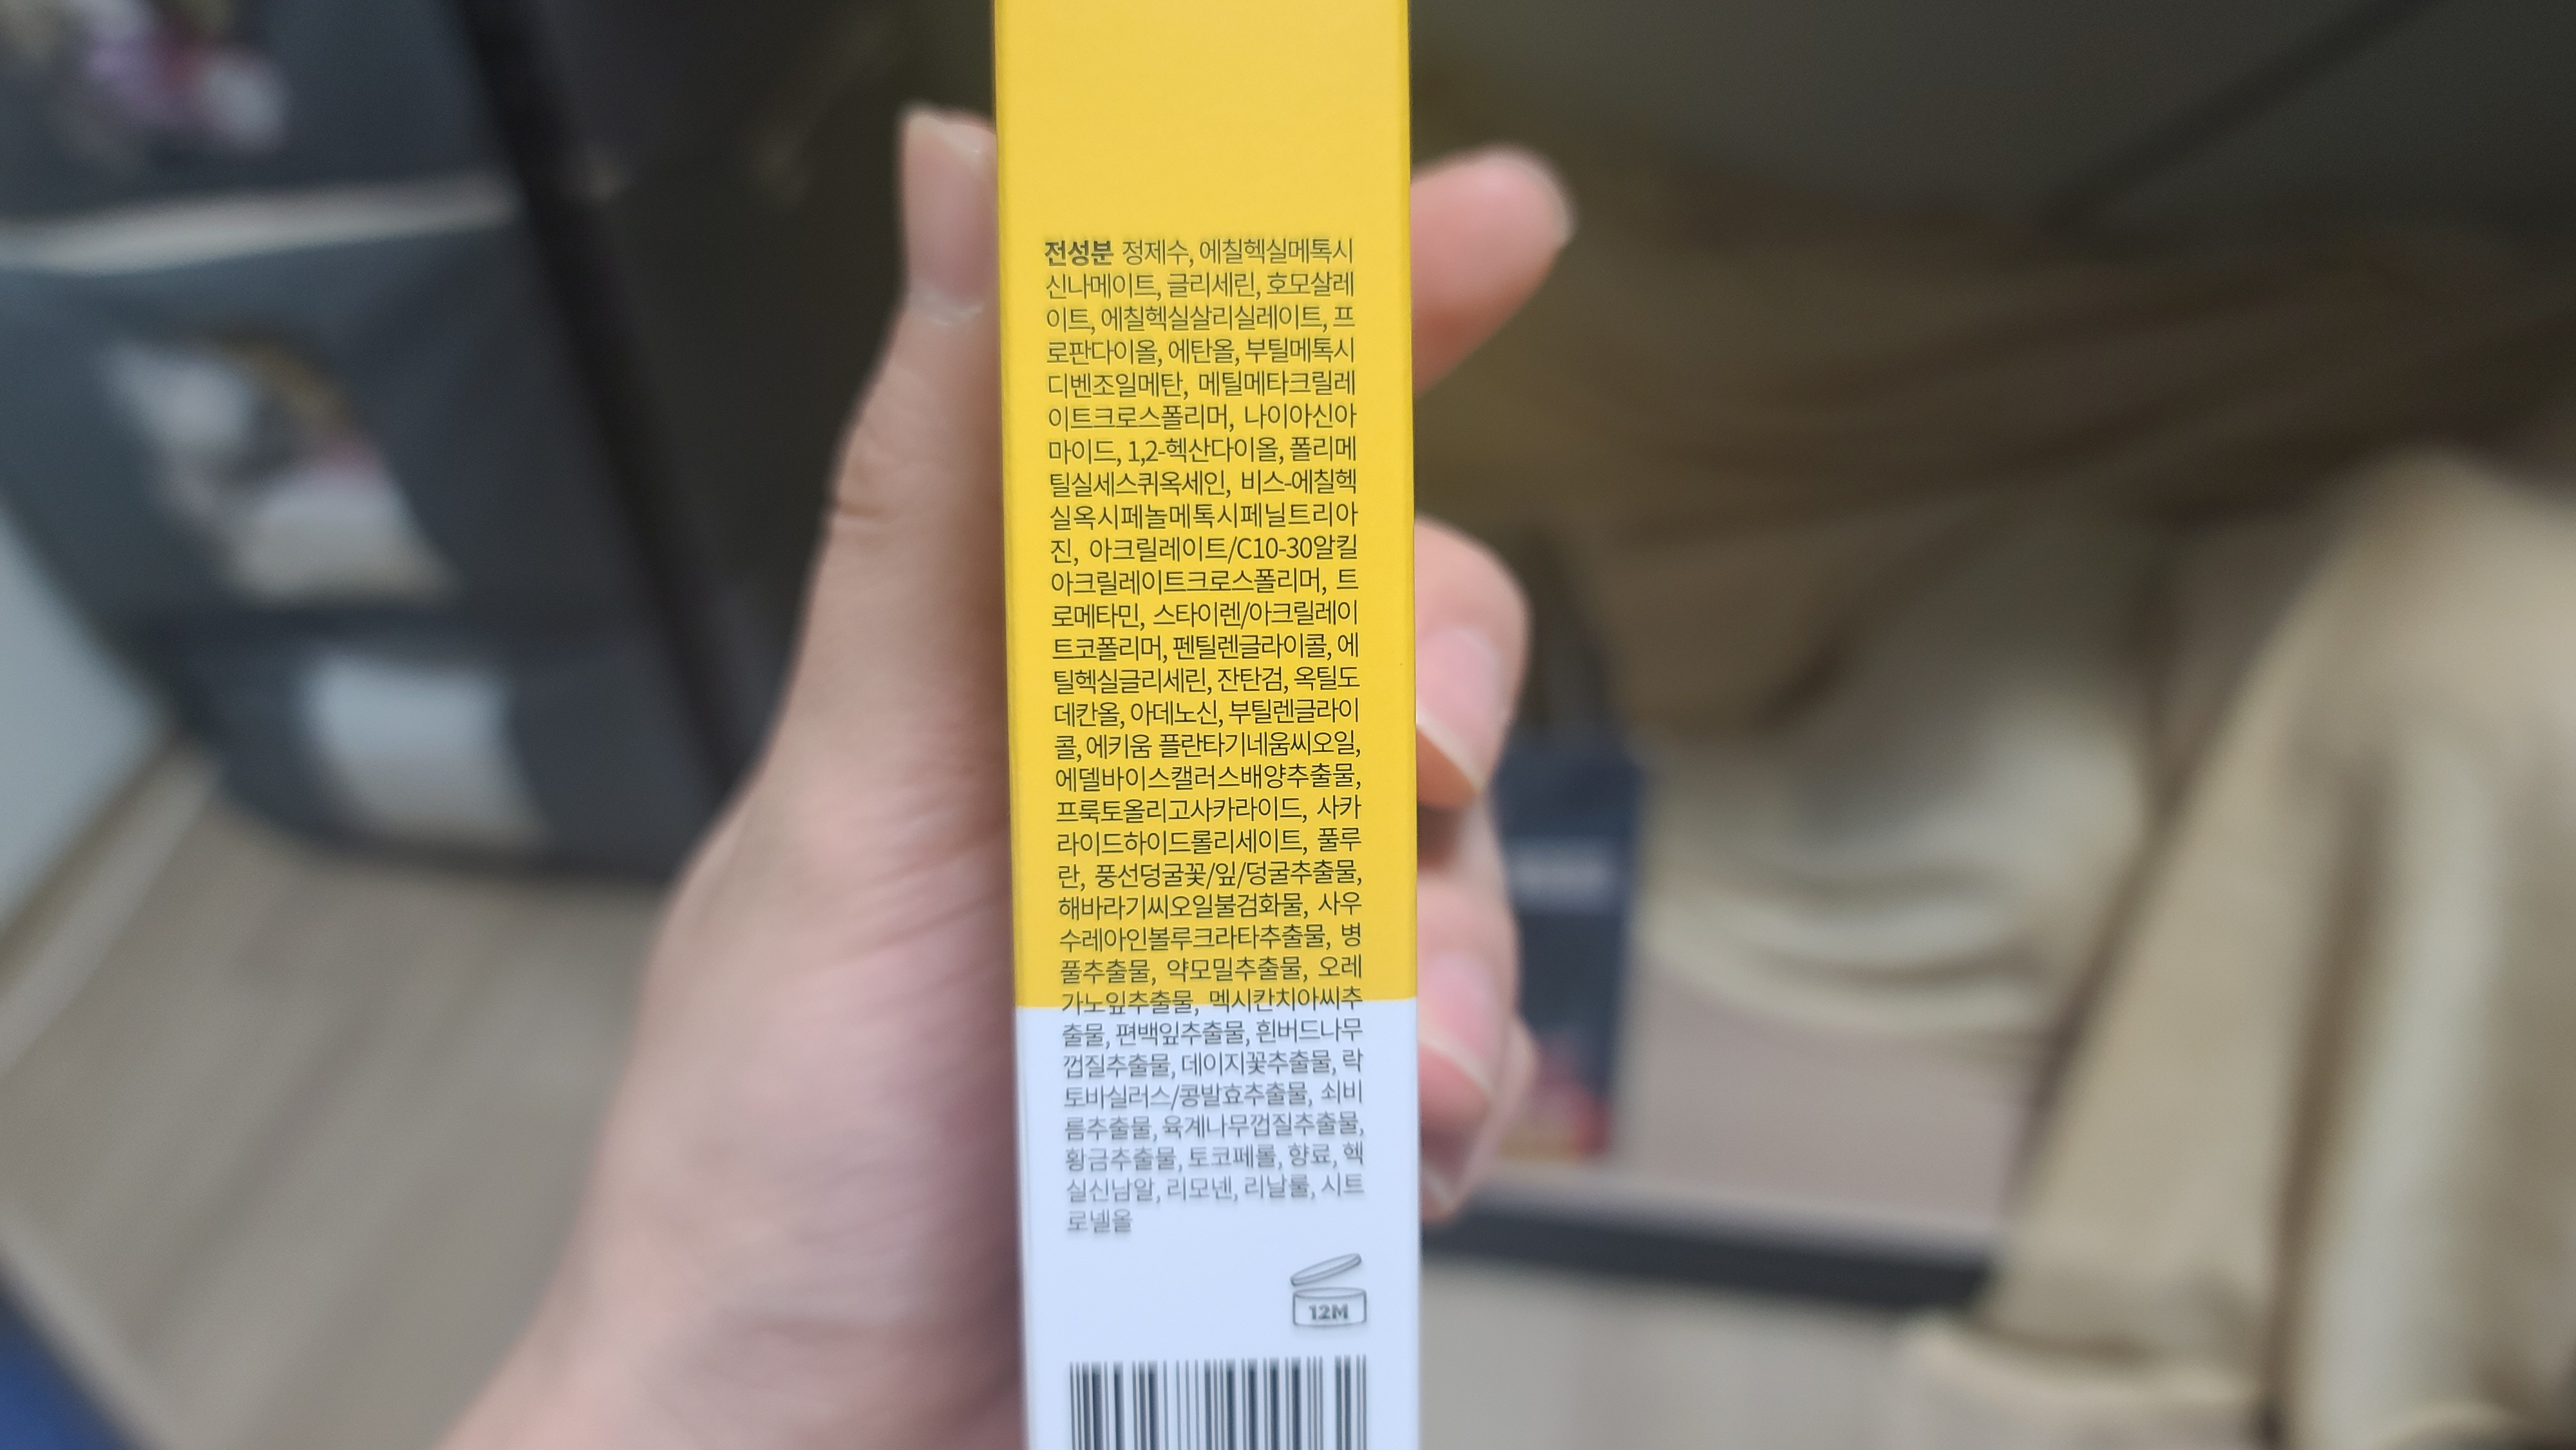 전성분 정제수, 에칠헥실메톡시
신나메이트, 글리세린, 호모살레
이트, 에칠헥실살리실레이트, 프
로판다이올, 에탄올, 부틸메톡시
디벤조일메탄, 메틸메타크릴레
이트크로스폴리머, 나이아신아
마이드, 1,2-헥산다이올, 폴리메
틸실세스퀴옥세인, 비스-에칠헥
실옥시페놀메톡시페닐트리아
진, 아크릴레이트/C10-30알킬
아크릴레이트크로스폴리머, 트
로메타민, 스타이렌/아크릴레이
트코폴리머, 펜틸렌글라이콜, 에
틸헥실글리세린, 잔탄검, 옥틸도
데칸올, 아데노신, 부틸렌글라이
콜, 에키움 플란타기네움씨오일,
에델바이스캘러스배양추출물,
프룩토올리고사카라이드, 사카
라이드하이드롤리세이트, 풀루
란, 풍선덩굴꽃/잎/덩굴추출물,
해바라기씨오일불검화물, 사우
수레아인볼루크라타추출물, 병
풀추출물, 약모밀추출물, 오레
가노잎추출물, 멕시칸치아씨추
출물, 편백잎추출물, 흰버드나무
껍질추출물, 데이지꽃추출물, 락
토바실러스/콩발효추출물, 쇠비
름추출물, 육계나무껍질추출물,
황금추출물, 토코페롤, 향료, 헥
실신남알, 리모넨, 리날룰, 시트
로넬올
12M